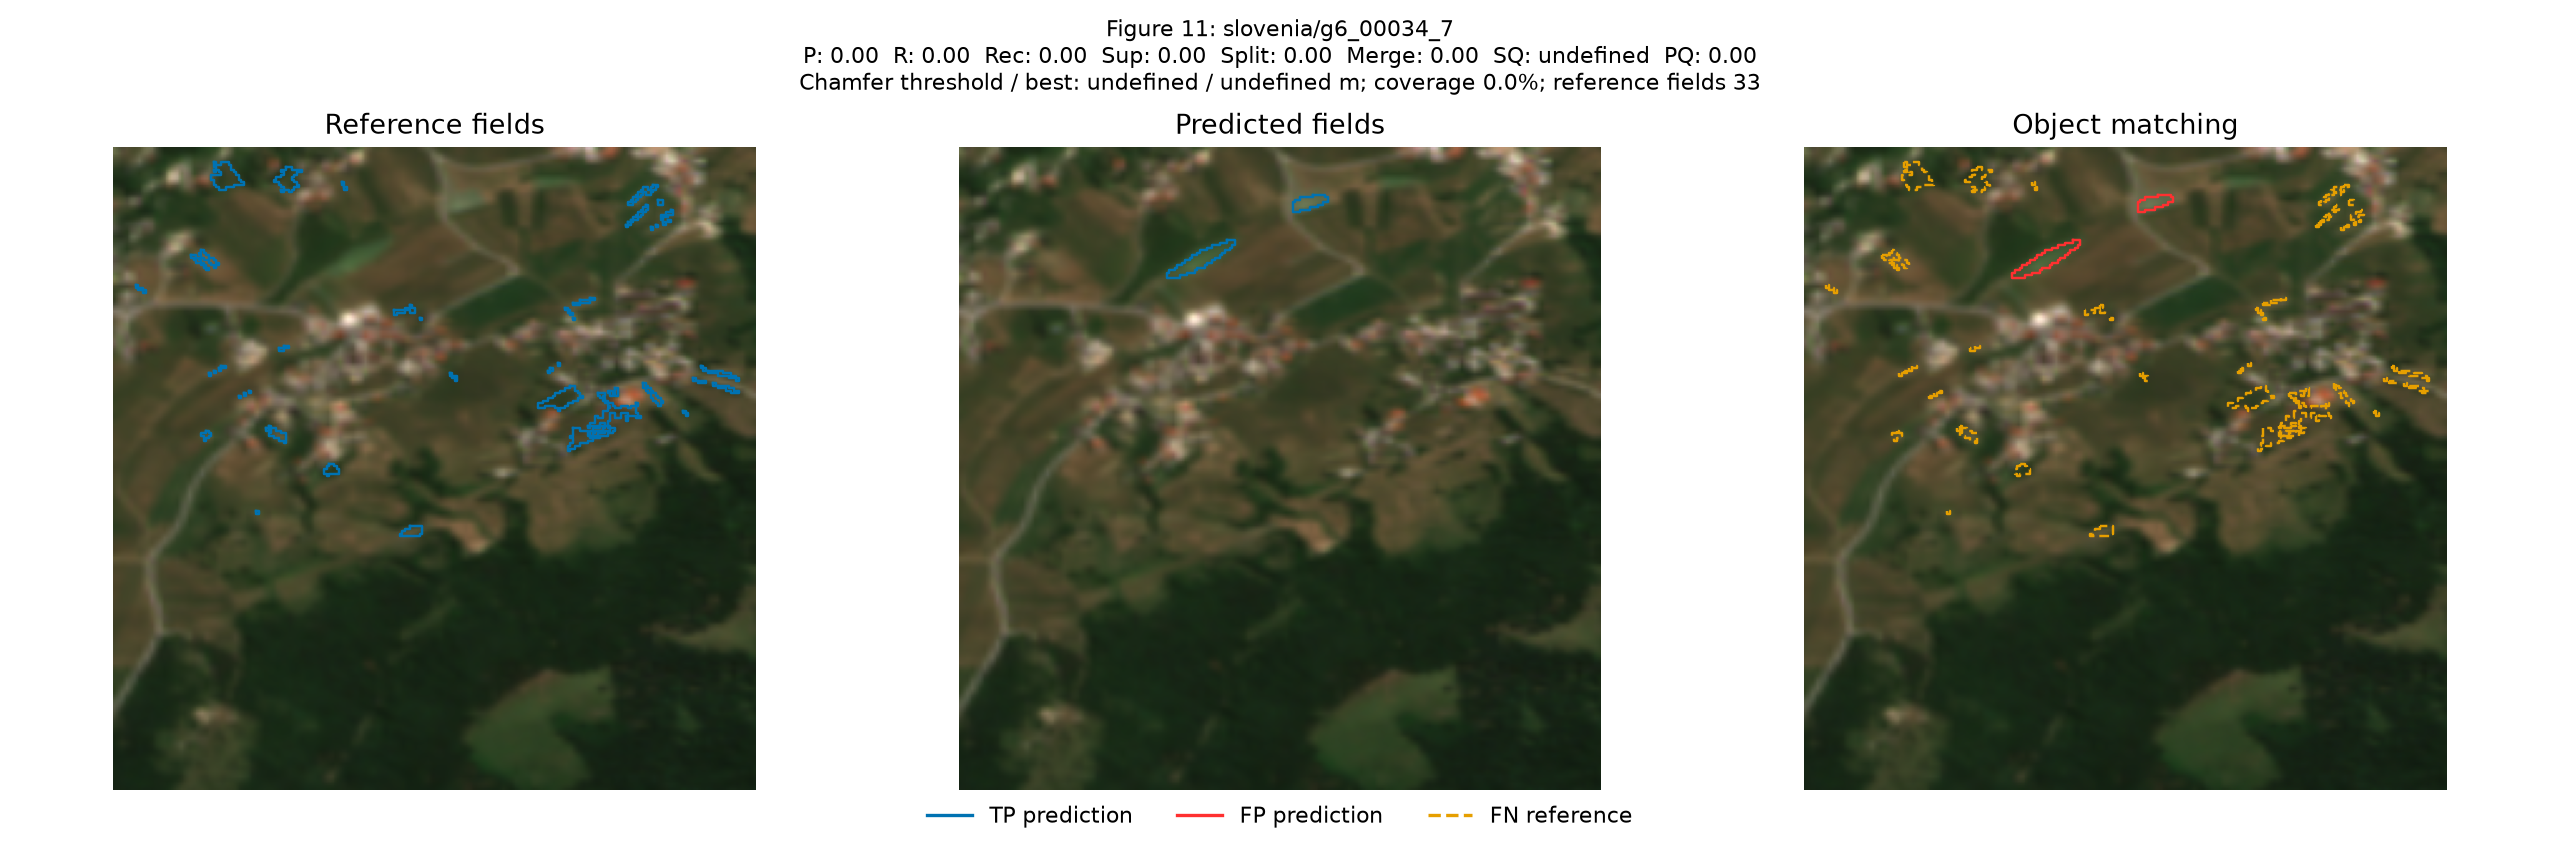 Figure 11: slovenia/g6_00034_7
P: 0.00 R: 0.00 Rec: 0.00 Sup: 0.00 Split: 0.00 Merge: 0.00 SQ: undefined PQ: 0.00
Chamfer threshold / best: undefined / undefined m; coverage 0.0%; reference fields 33
Reference fields
Predicted fields
Object matching
TP prediction
FP prediction
FN reference